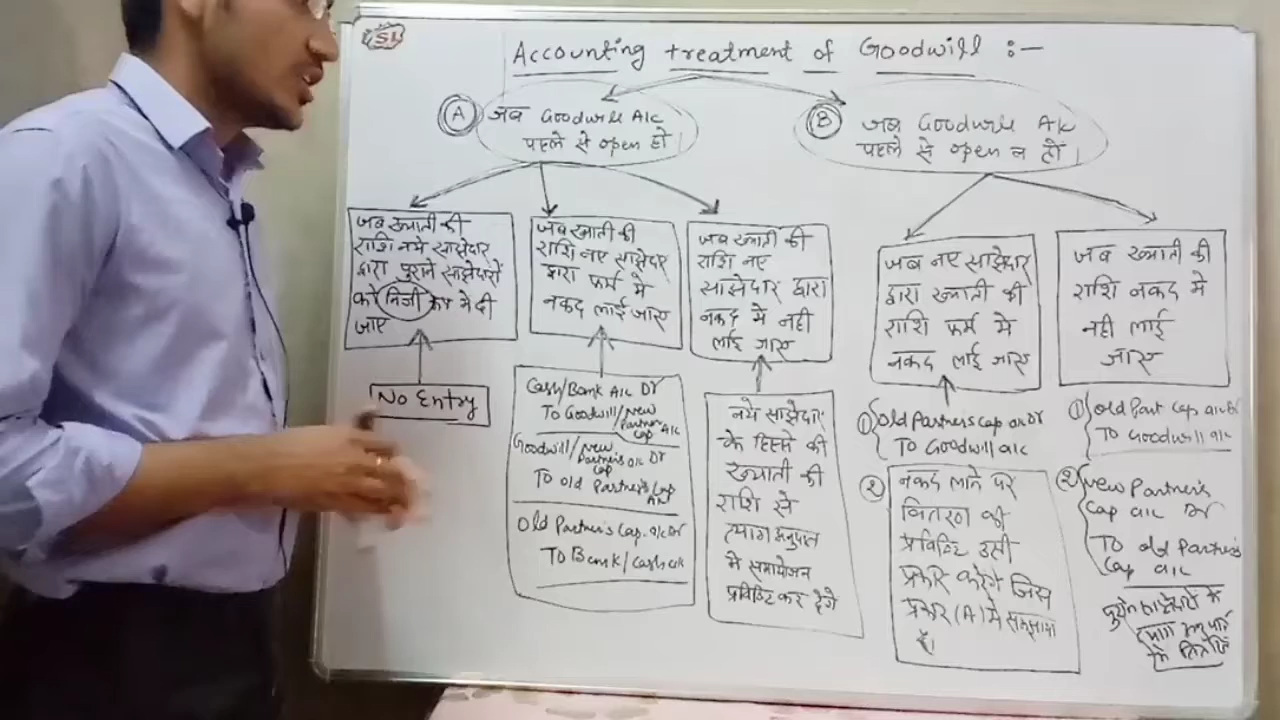 SI
Accounting treatment of Goodwill :-
(A) जब Goodwill A/c
पहले से open हो।
(B) जब Goodwill A/c
पहले से open न हो।
जब ख्याती की
राशि नये साझेदार
द्वारा पुराने साझेदारों
को निजी रूप मे दी
जाए
No Entry
जब ख्याती की
राशि नए साझेदार
द्वारा फर्म मे
नकद लाई जाए
Cash/Bank A/c Dr
To Goodwill/New
Partner A/c
Cap
Goodwill/New
Partner's a/c Dr
Cap
To old Partner's Cap
A/c
Old Partner's Cap. a/c Dr
To Bank/Cash a/c
जब ख्याती की
राशि नए
साझेदार द्वारा
नकद मे नही
लाई जाए
नये साझेदार
के हिस्से की
ख्याती की
राशि से
त्याग अनुपात
मे समायोजन
प्रविष्टि कर देंगे
जब नए साझेदार
द्वारा ख्याती की
राशि फर्म मे
नकद लाई जाए
① Old Partner's Cap a/c Dr
To Goodwill a/c
② नकद लाने पर
वितरण की
प्रविष्टि उसी
प्रकार करेंगे जिस
प्रकार (A) मे समझाया
है।
जब ख्याती की
राशि नकद मे
नही लाई
जाए
① Old Part Cap a/c Dr
To Goodwill a/c
② New Partner's
Cap a/c Dr
To old Partner's
Cap a/c
त्याग